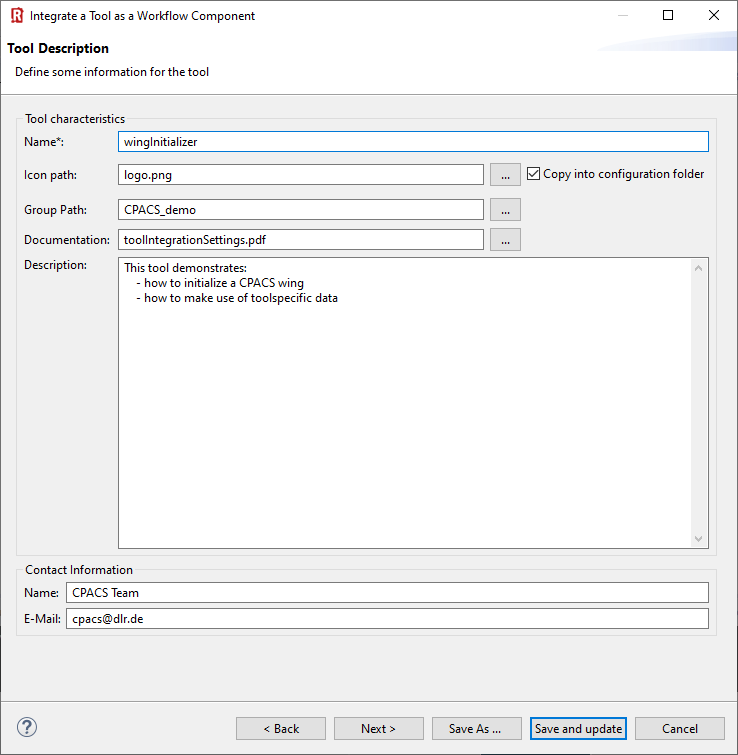 Integrate a Tool as a Workflow Component
Tool Description
Define some information for the tool
Tool characteristics
Name*: wingInitializer
Icon path: logo.png ... Copy into configuration folder
Group Path: CPACS_demo ...
Documentation: toolIntegrationSettings.pdf ...
Description: This tool demonstrates:
- how to initialize a CPACS wing
- how to make use of toolspecific data
Contact Information
Name: CPACS Team
E-Mail: cpacs@dlr.de
? < Back Next > Save As ... Save and update Cancel